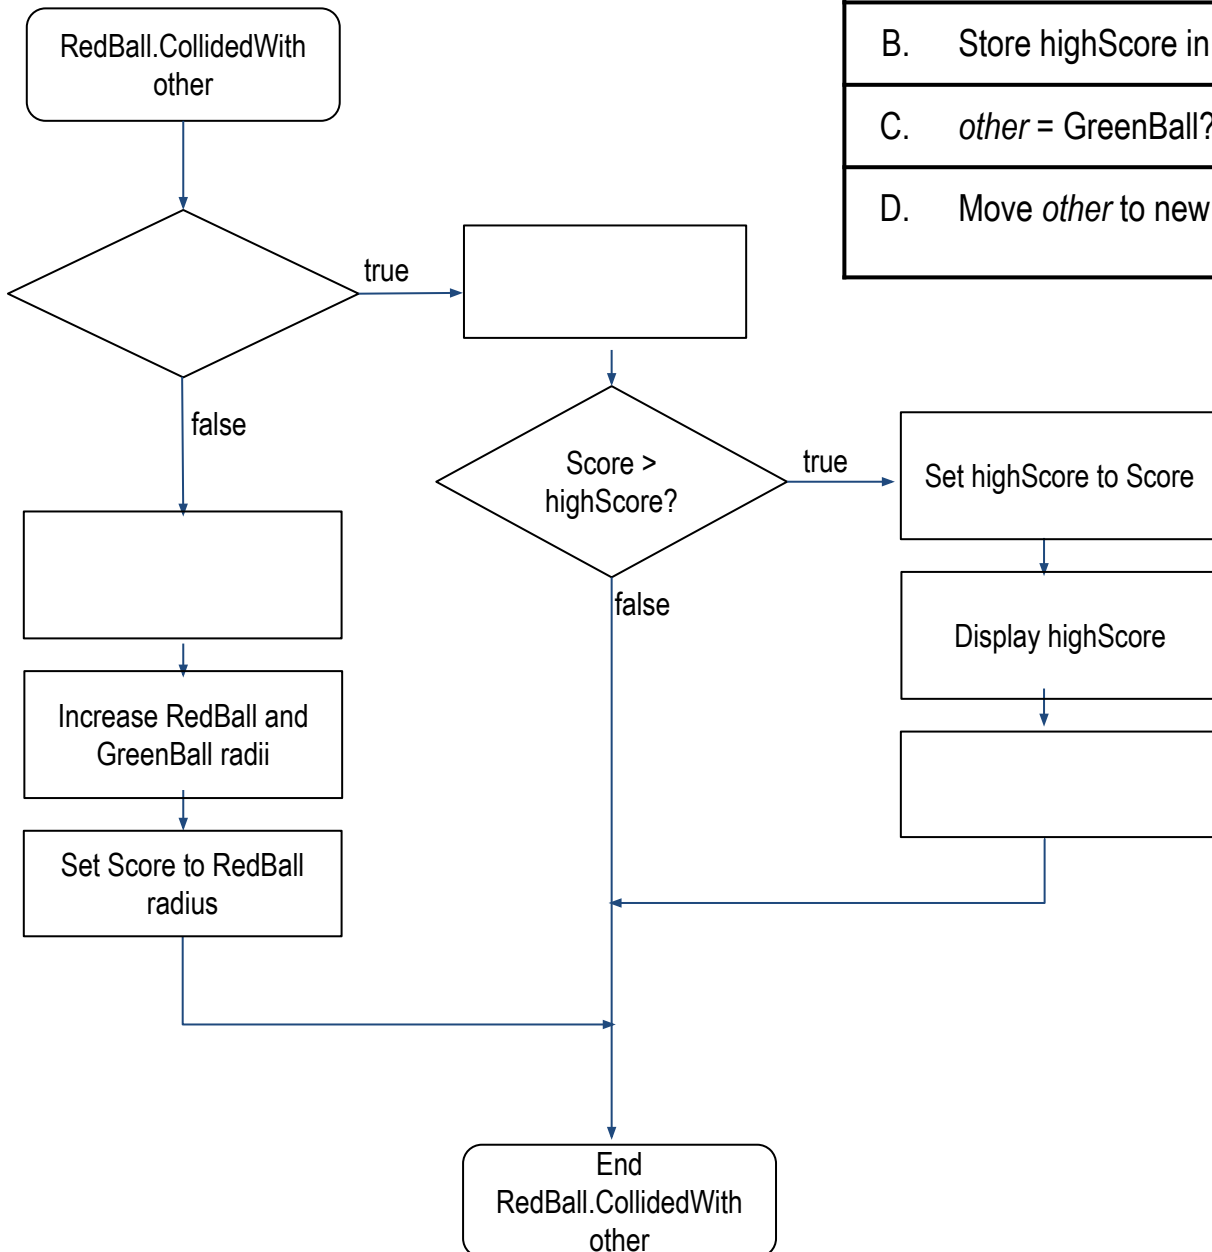 RedBall.CollidedWith
other
B. Store highScore in
C. other = GreenBall?
D. Move other to new
true
false
Score >
highScore?
true
Set highScore to Score
false
Display highScore
Increase RedBall and
GreenBall radii
Set Score to RedBall
radius
End
RedBall.CollidedWith
other